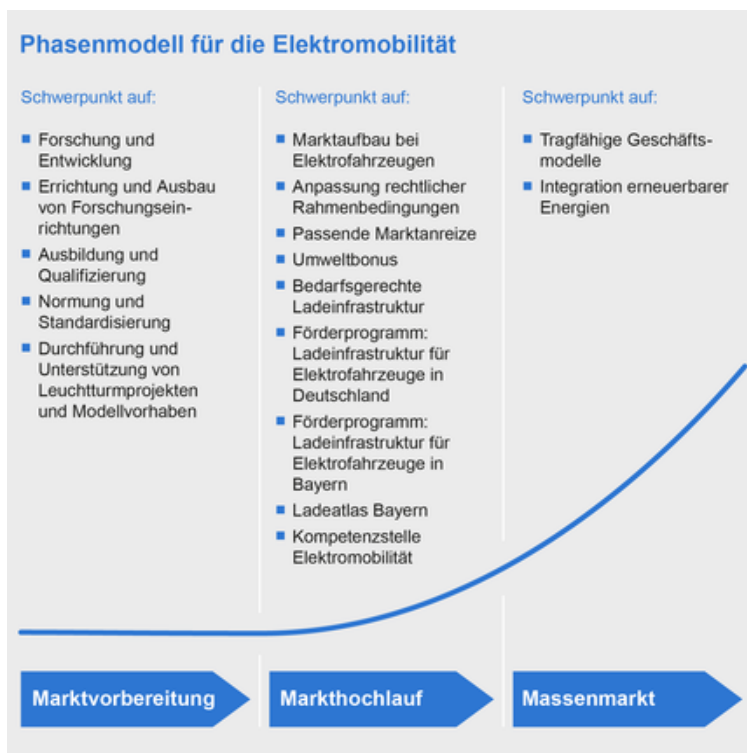 Phasenmodell für die Elektromobilität
Schwerpunkt auf:
■ Forschung und
Entwicklung
■ Errichtung und Ausbau
von Forschungsein-
richtungen
■ Ausbildung und
Qualifizierung
■ Normung und
Standardisierung
■ Durchführung und
Unterstützung von
Leuchtturmprojekten
und Modellvorhaben
Schwerpunkt auf:
■ Marktaufbau bei
Elektrofahrzeugen
■ Anpassung rechtlicher
Rahmenbedingungen
■ Passende Marktanreize
■ Umweltbonus
■ Bedarfsgerechte
Ladeinfrastruktur
■ Förderprogramm:
Ladeinfrastruktur für
Elektrofahrzeuge in
Deutschland
■ Förderprogramm:
Ladeinfrastruktur für
Elektrofahrzeuge in
Bayern
■ Ladeatlas Bayern
■ Kompetenzstelle
Elektromobilität
Schwerpunkt auf:
■ Tragfähige Geschäfts-
modelle
■ Integration erneuerbarer
Energien
Marktvorbereitung
Markthochlauf
Massenmarkt